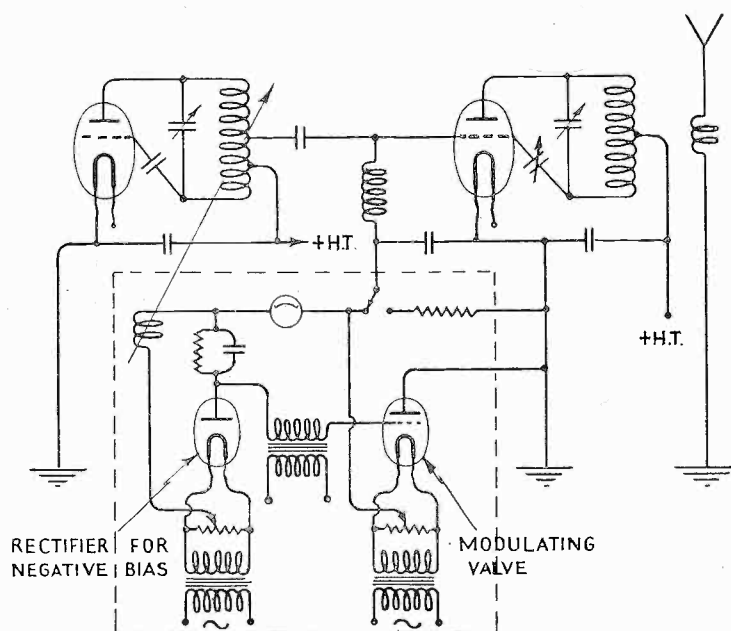 +H.T.
+H.T.
RECTIFIER FOR
NEGATIVE BIAS
MODULATING
VALVE